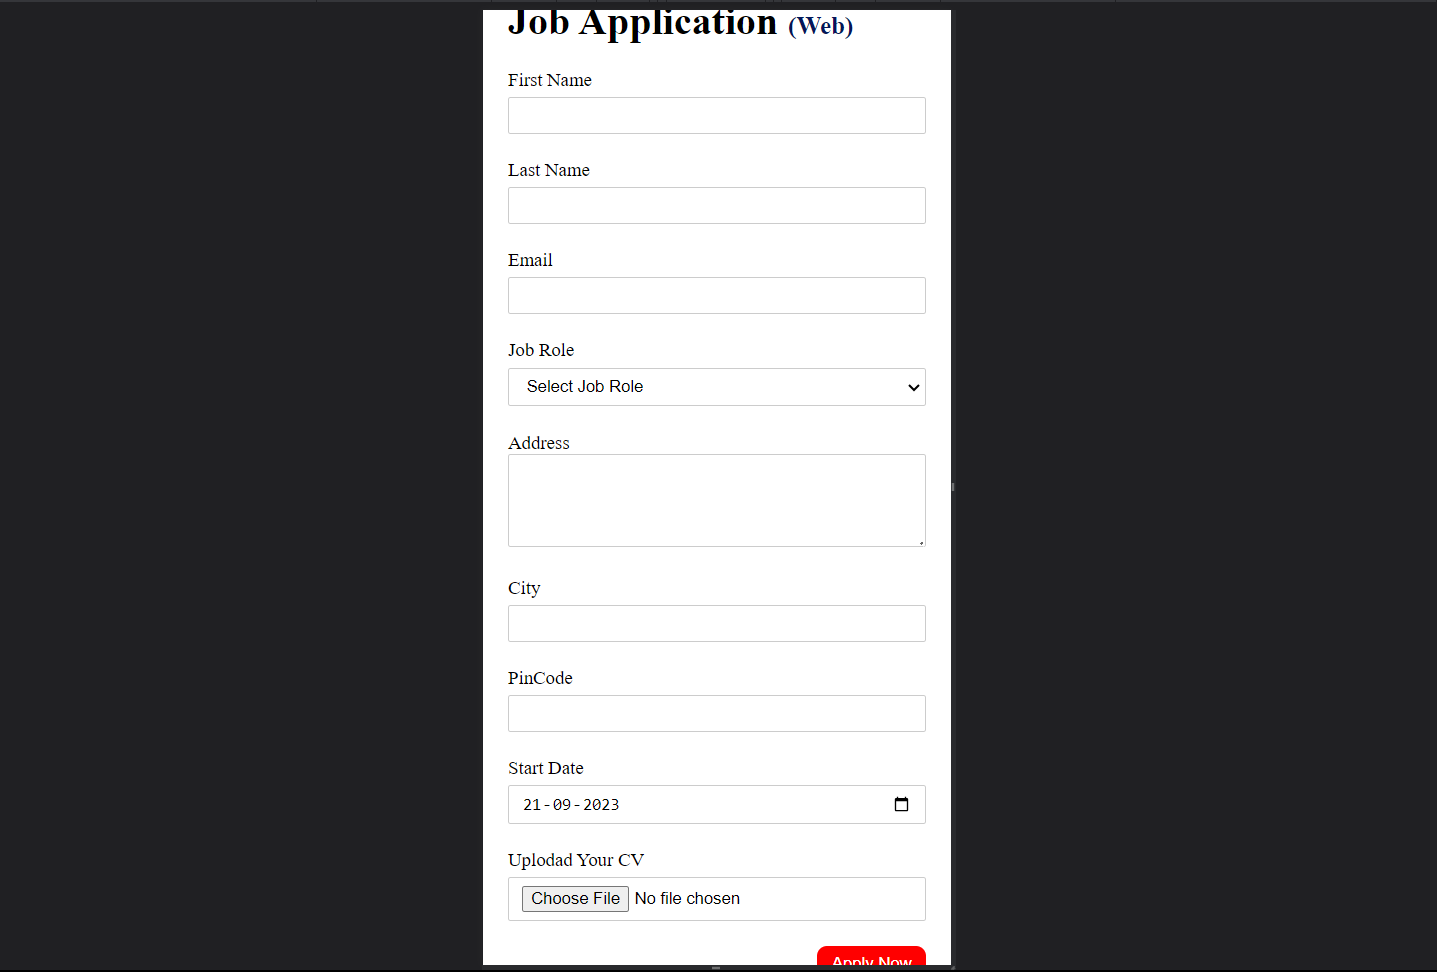 Job Application (Web)
First Name
Last Name
Email
Job Role
Select Job Role
Address
City
PinCode
Start Date
21-09-2023
Uplodad Your CV
Choose File No file chosen
Apply Now